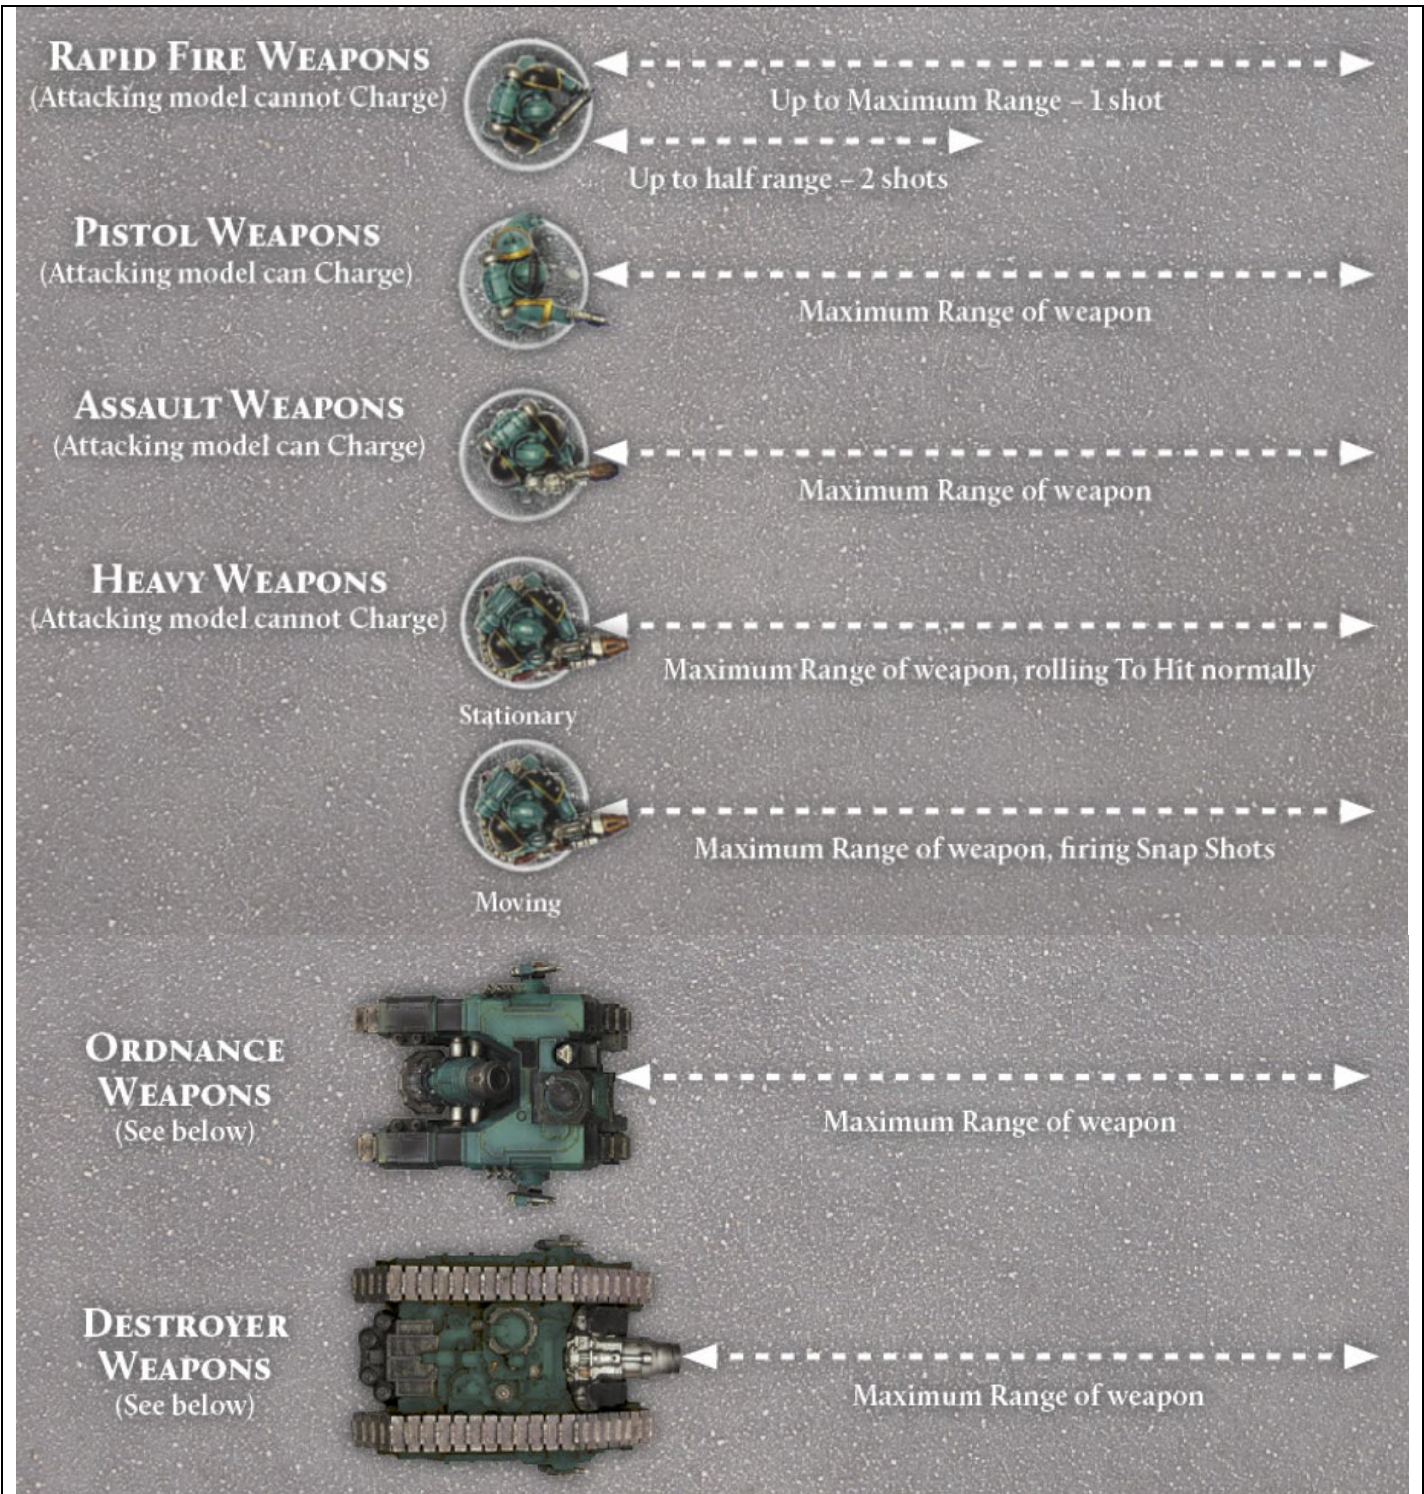 RAPID FIRE WEAPONS
(Attacking model cannot Charge)
Up to Maximum Range – 1 shot
Up to half range – 2 shots
PISTOL WEAPONS
(Attacking model can Charge)
Maximum Range of weapon
ASSAULT WEAPONS
(Attacking model can Charge)
Maximum Range of weapon
HEAVY WEAPONS
(Attacking model cannot Charge)
Maximum Range of weapon, rolling To Hit normally
Stationary
Maximum Range of weapon, firing Snap Shots
Moving
ORDNANCE
WEAPONS
(See below)
Maximum Range of weapon
DESTROYER
WEAPONS
(See below)
Maximum Range of weapon